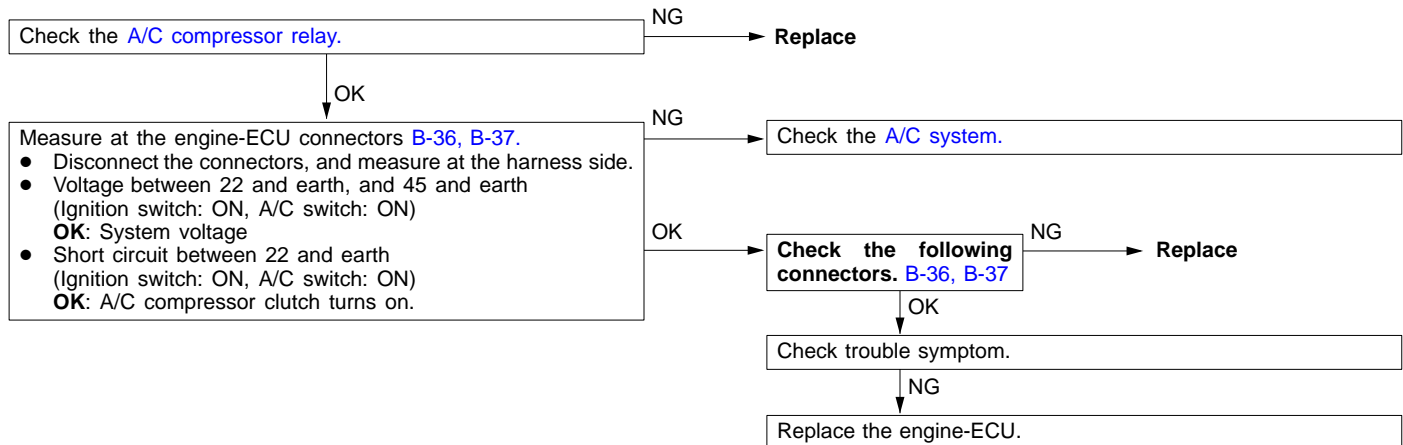 Check the A/C compressor relay.
NG
Replace
OK
Measure at the engine-ECU connectors B-36, B-37.
● Disconnect the connectors, and measure at the harness side.
● Voltage between 22 and earth, and 45 and earth
(Ignition switch: ON, A/C switch: ON)
OK: System voltage
● Short circuit between 22 and earth
(Ignition switch: ON, A/C switch: ON)
OK: A/C compressor clutch turns on.
NG
Check the A/C system.
OK
Check the following
connectors. B-36, B-37
NG
Replace
OK
Check trouble symptom.
NG
Replace the engine-ECU.